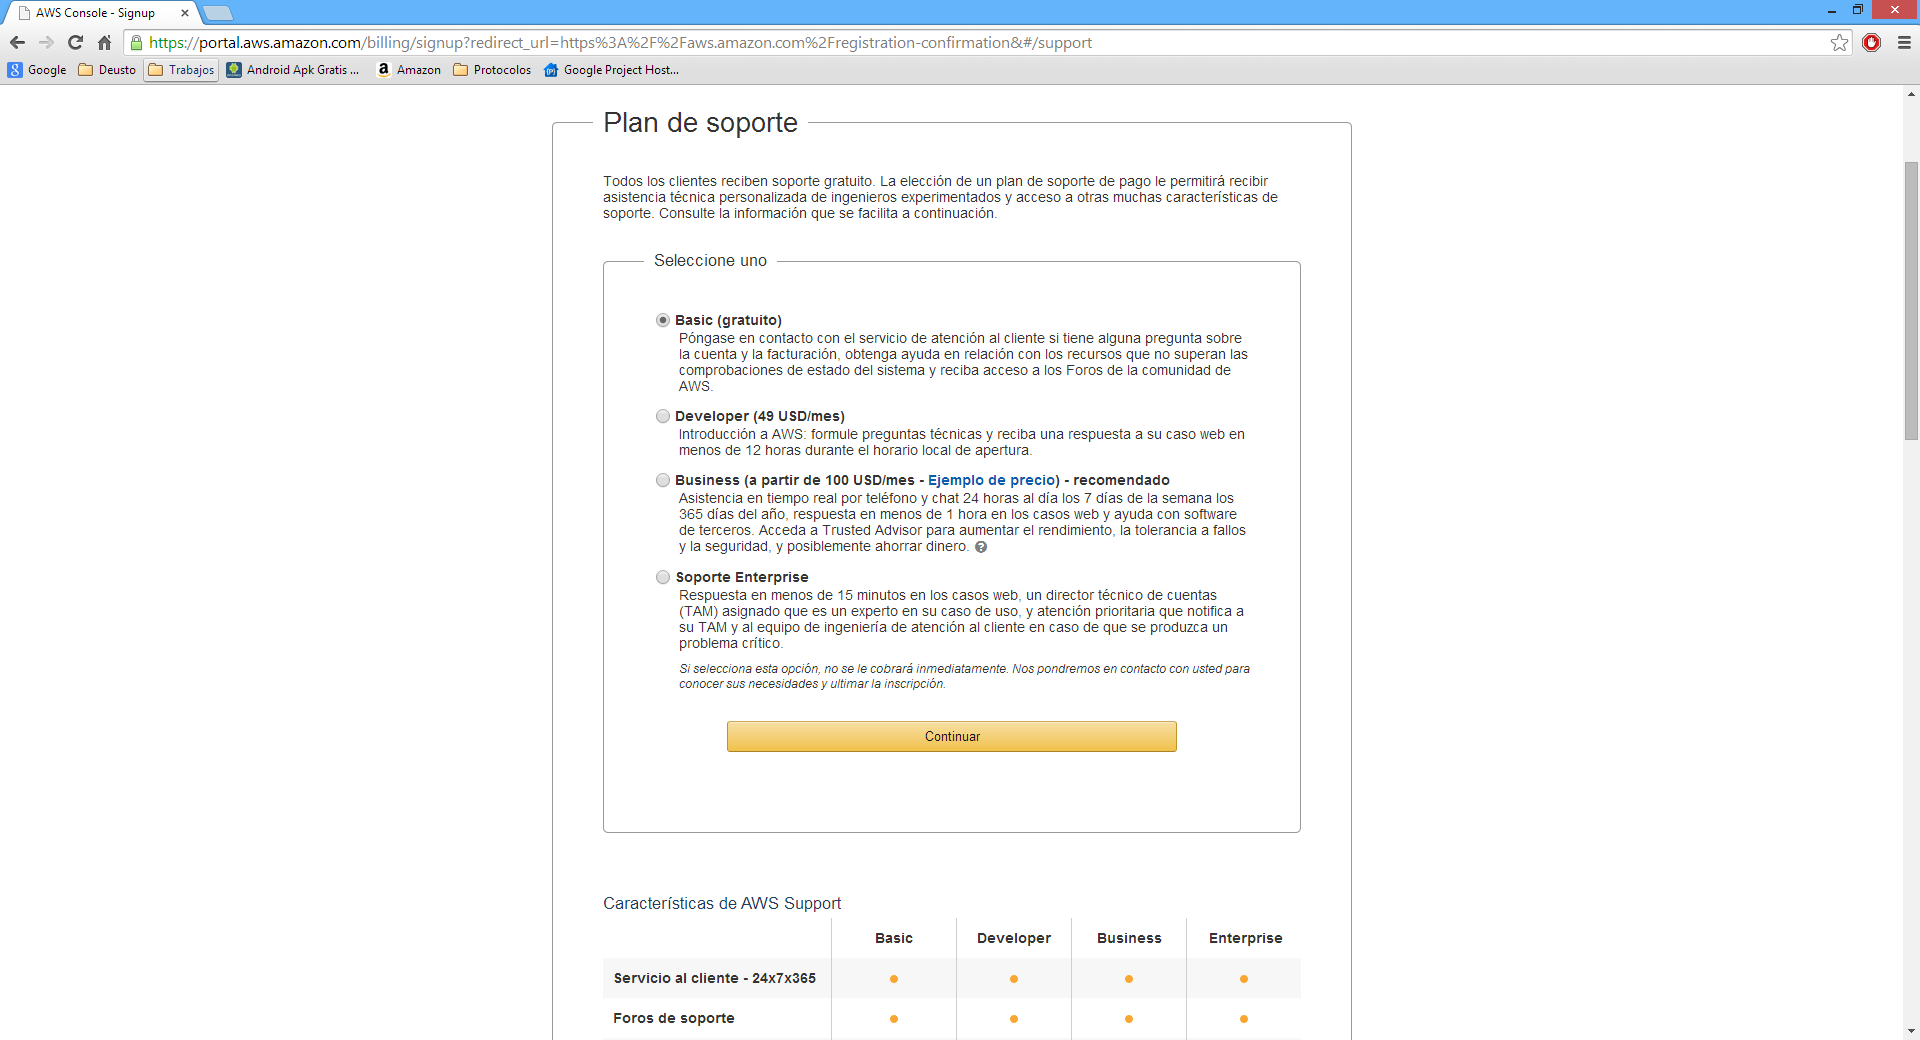 AWS Console - Signup
https://portal.aws.amazon.com/billing/signup?redirect_url=https%3A%2F%2Faws.amazon.com%2Fregistration-confirmation&#/support
Google Deusto Trabajos Android Apk Gratis ... Amazon Protocolos Google Project Host...
Plan de soporte
Todos los clientes reciben soporte gratuito. La elección de un plan de soporte de pago le permitirá recibir
asistencia técnica personalizada de ingenieros experimentados y acceso a otras muchas características de
soporte. Consulte la información que se facilita a continuación.
Seleccione uno
Basic (gratuito)
Póngase en contacto con el servicio de atención al cliente si tiene alguna pregunta sobre
la cuenta y la facturación, obtenga ayuda en relación con los recursos que no superan las
comprobaciones de estado del sistema y reciba acceso a los Foros de la comunidad de
AWS.
Developer (49 USD/mes)
Introducción a AWS: formule preguntas técnicas y reciba una respuesta a su caso web en
menos de 12 horas durante el horario local de apertura.
Business (a partir de 100 USD/mes - Ejemplo de precio) - recomendado
Asistencia en tiempo real por teléfono y chat 24 horas al día los 7 días de la semana los
365 días del año, respuesta en menos de 1 hora en los casos web y ayuda con software
de terceros. Acceda a Trusted Advisor para aumentar el rendimiento, la tolerancia a fallos
y la seguridad, y posiblemente ahorrar dinero. ?
Soporte Enterprise
Respuesta en menos de 15 minutos en los casos web, un director técnico de cuentas
(TAM) asignado que es un experto en su caso de uso, y atención prioritaria que notifica a
su TAM y al equipo de ingeniería de atención al cliente en caso de que se produzca un
problema crítico.
Si selecciona esta opción, no se le cobrará inmediatamente. Nos pondremos en contacto con usted para
conocer sus necesidades y ultimar la inscripción.
Continuar
Características de AWS Support
Basic Developer Business Enterprise
Servicio al cliente - 24x7x365
Foros de soporte